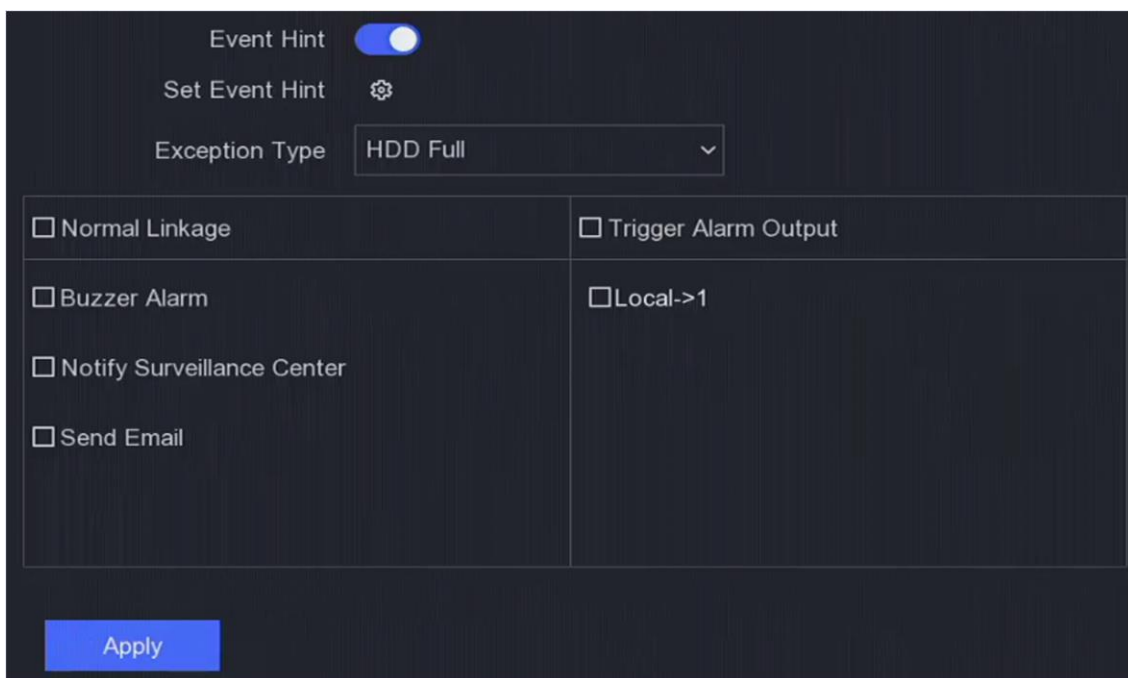 Event Hint
Set Event Hint
Exception Type HDD Full
Normal Linkage Trigger Alarm Output
Buzzer Alarm Local->1
Notify Surveillance Center
Send Email
Apply